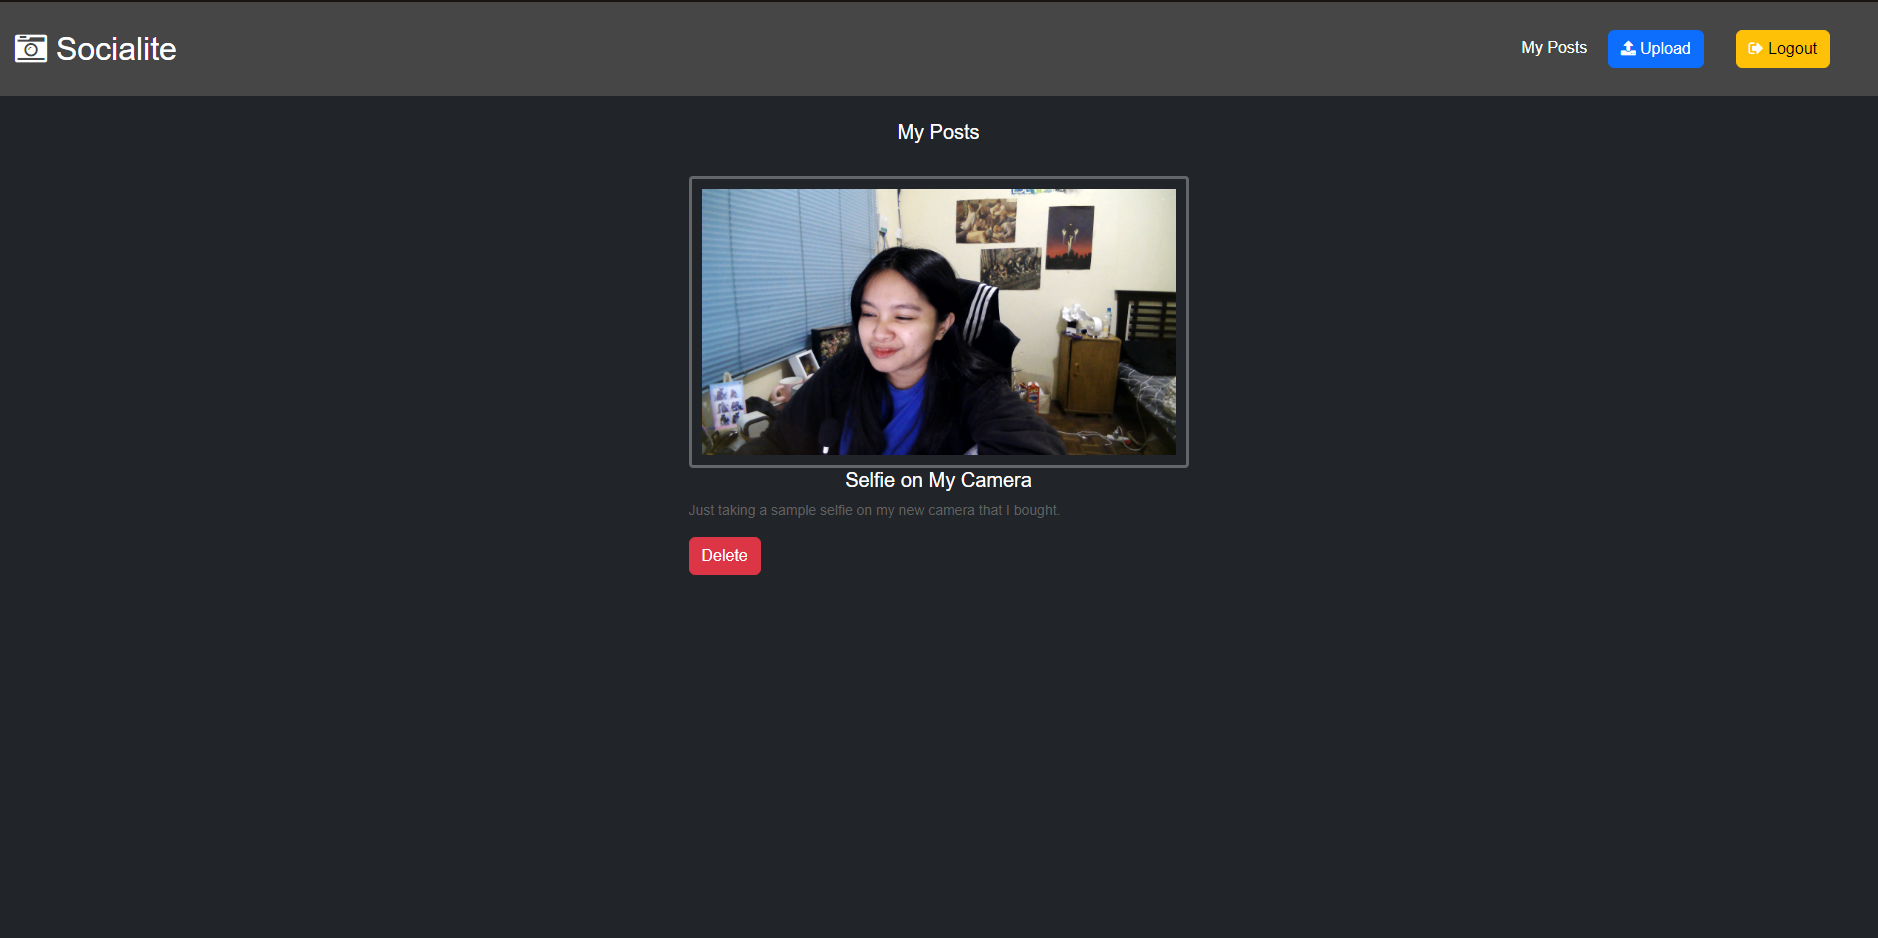 Socialite
My Posts
Upload
Logout
My Posts
Selfie on My Camera
Just taking a sample selfie on my new camera that I bought.
Delete